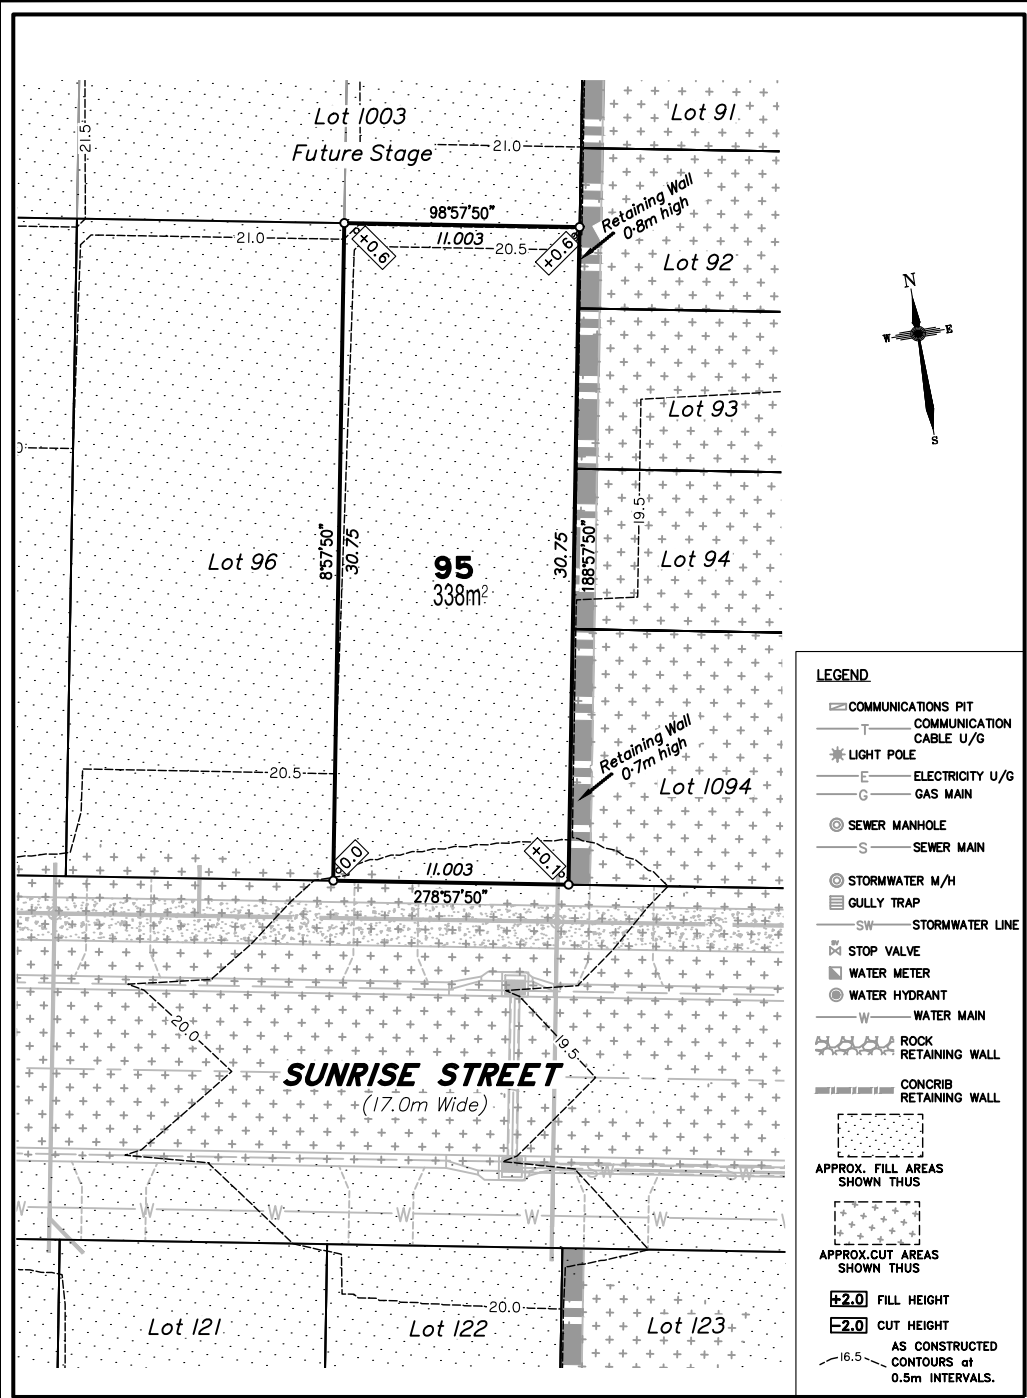 Lot 1003
Future Stage
Lot 91
21.5
21.0
98°57'50"
11.003
Retaining Wall
0·8m high
+0.6
+0.6
21.0
20.5
Lot 92
N
W
E
S
Lot 93
19.5
8°57'50"
30.75
Lot 96
95
338m²
30.75
188°57'50"
Lot 94
Retaining Wall
0·7m high
20.5
Lot 1094
0.0
+0.1
11.003
278°57'50"
20.0
19.5
SUNRISE STREET
(17.0m Wide)
SW
SW
W
W
W
W
W
20.0
Lot 121
Lot 122
Lot 123
LEGEND
COMMUNICATIONS PIT
T COMMUNICATION
CABLE U/G
LIGHT POLE
E ELECTRICITY U/G
G GAS MAIN
SEWER MANHOLE
S SEWER MAIN
STORMWATER M/H
GULLY TRAP
SW STORMWATER LINE
SV
STOP VALVE
WATER METER
WATER HYDRANT
W WATER MAIN
ROCK
RETAINING WALL
CONCRIB
RETAINING WALL
APPROX. FILL AREAS
SHOWN THUS
APPROX.CUT AREAS
SHOWN THUS
+2.0 FILL HEIGHT
-2.0 CUT HEIGHT
16.5
AS CONSTRUCTED
CONTOURS at
0.5m INTERVALS.